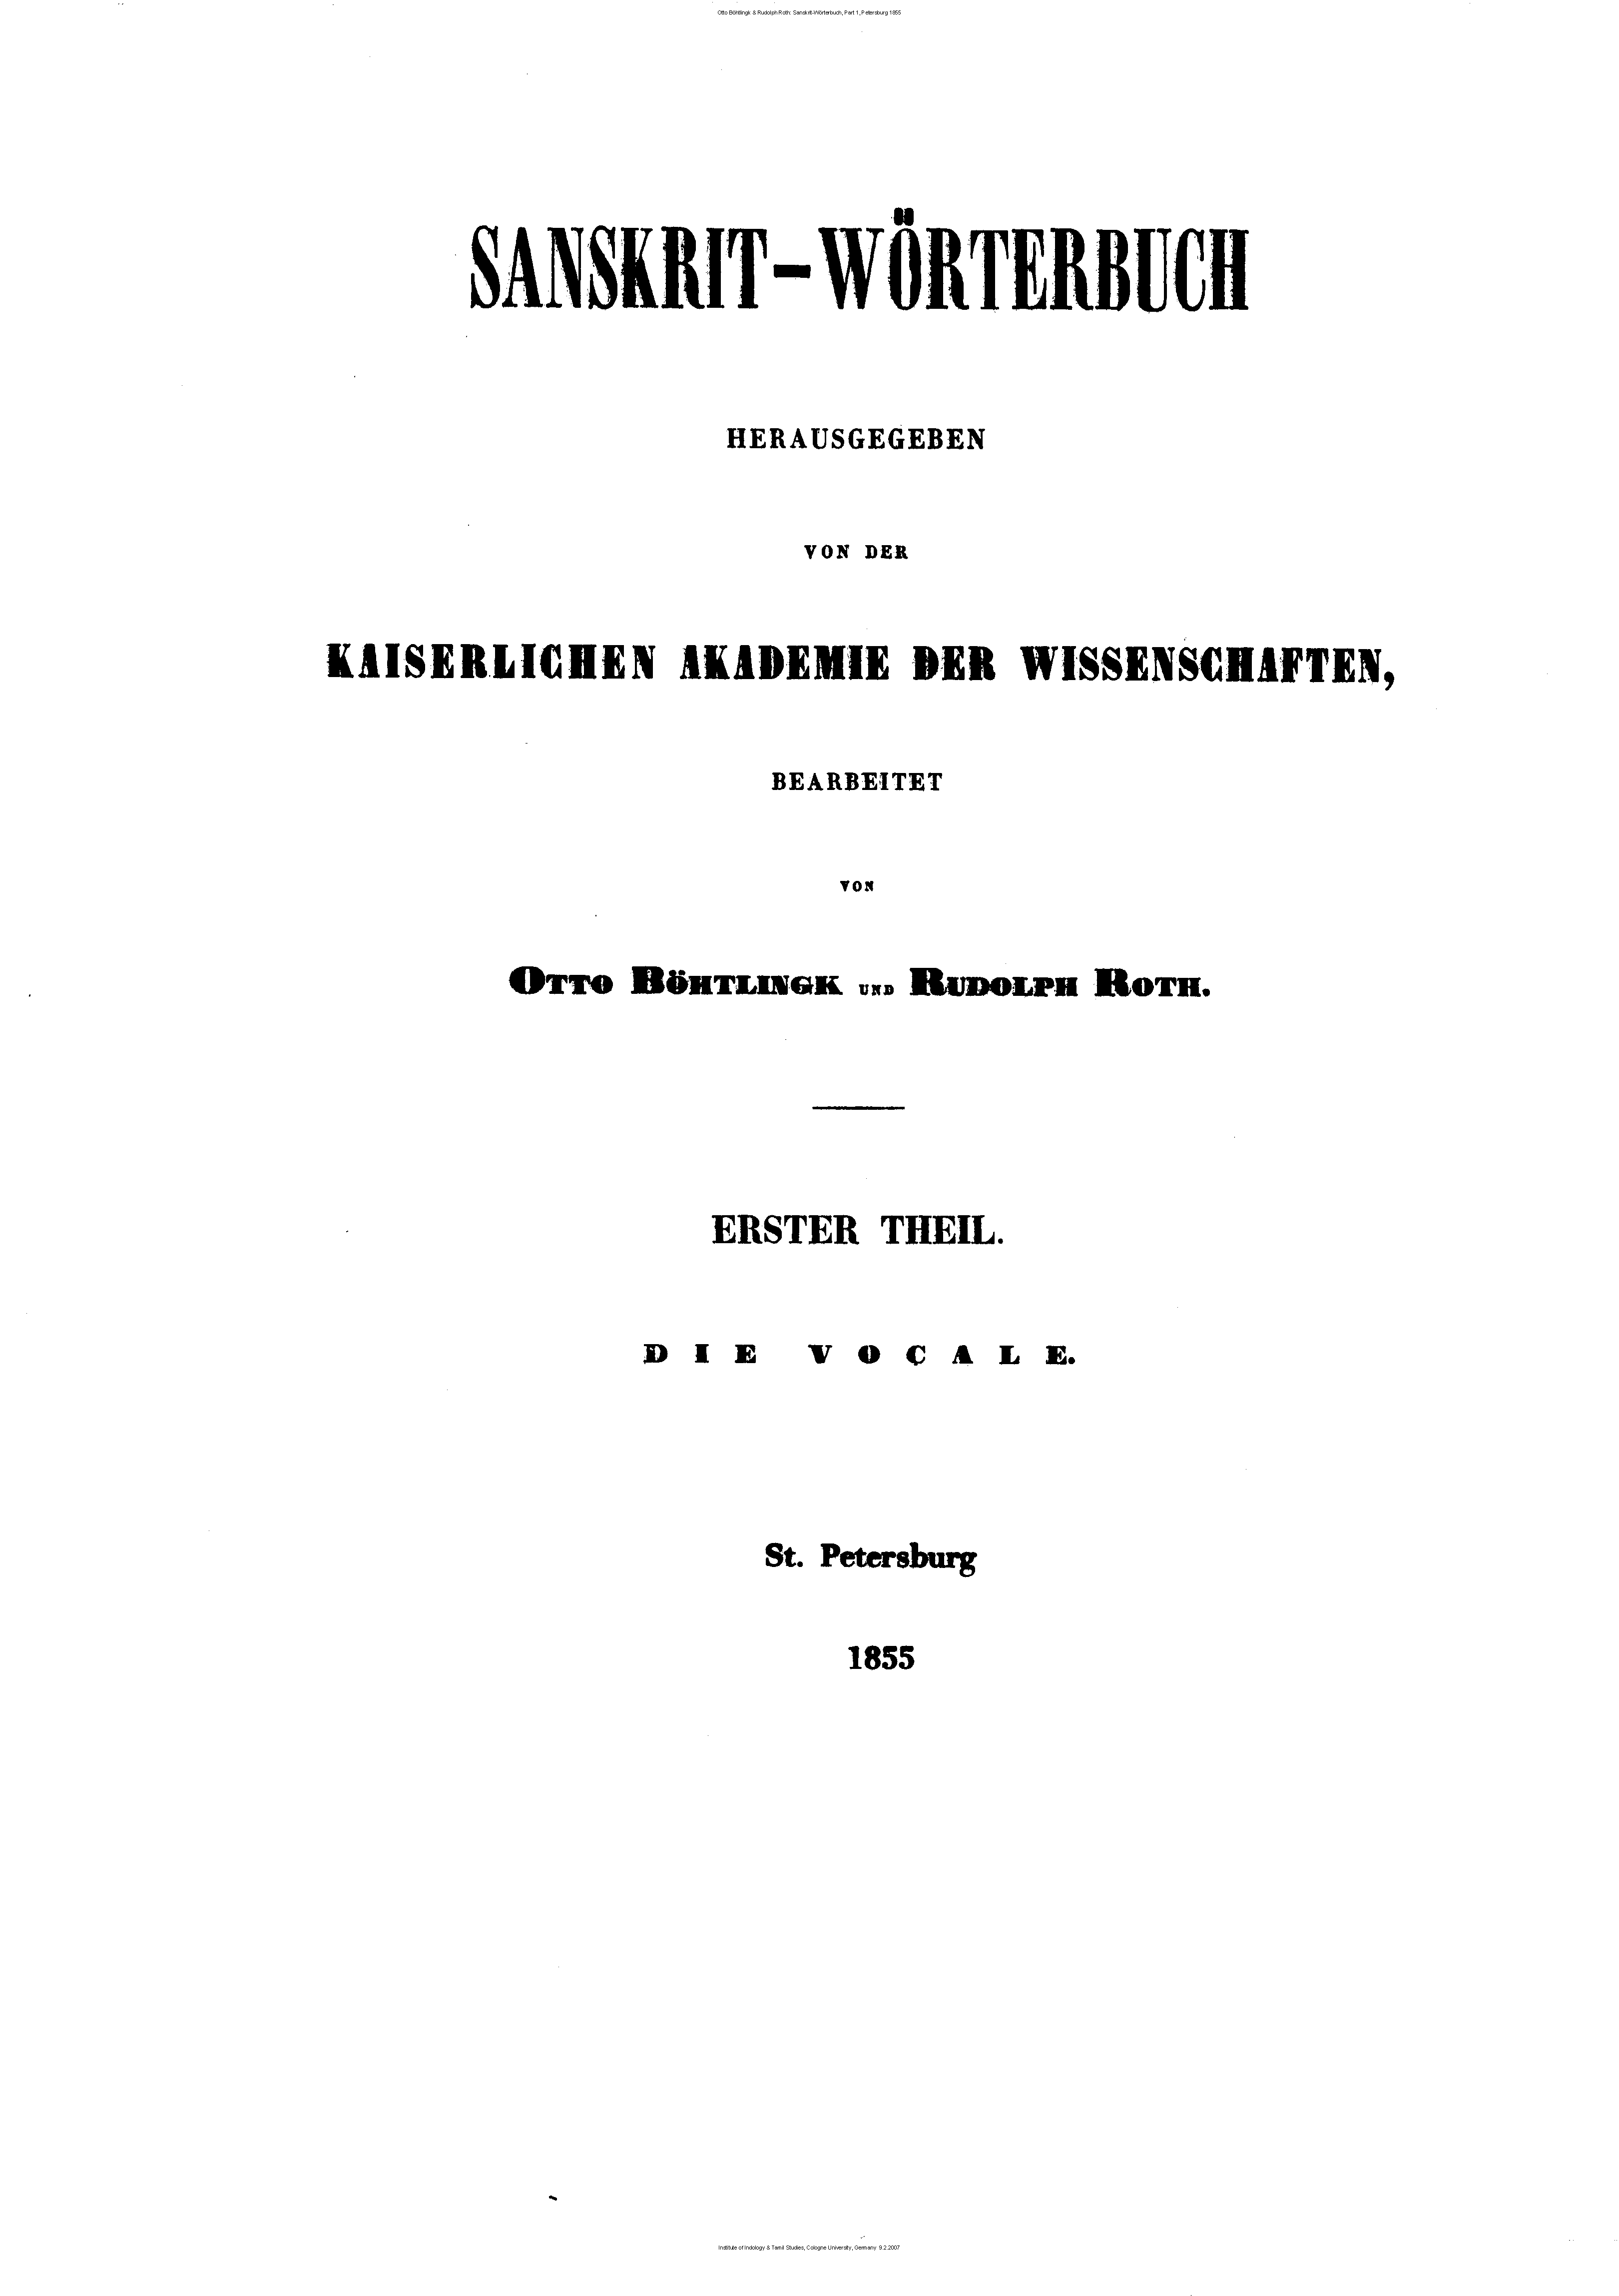 Otto Böhtlingk & Rudolph Roth: Sanskrit-Wörterbuch, Part 1, Petersburg 1855
SANSKRIT-WÖRTERBUCH
HERAUSGEGEBEN
VON DER
KAISERLICHEN AKADEMIE DER WISSENSCHAFTEN,
BEARBEITET
VON
OTTO BÖHTLINGK UND RUDOLPH ROTH.
ERSTER THEIL.
DIE VOCALE.
St. Petersburg
1855
Institute of Indology & Tamil Studies, Cologne University, Germany 9.2.2007